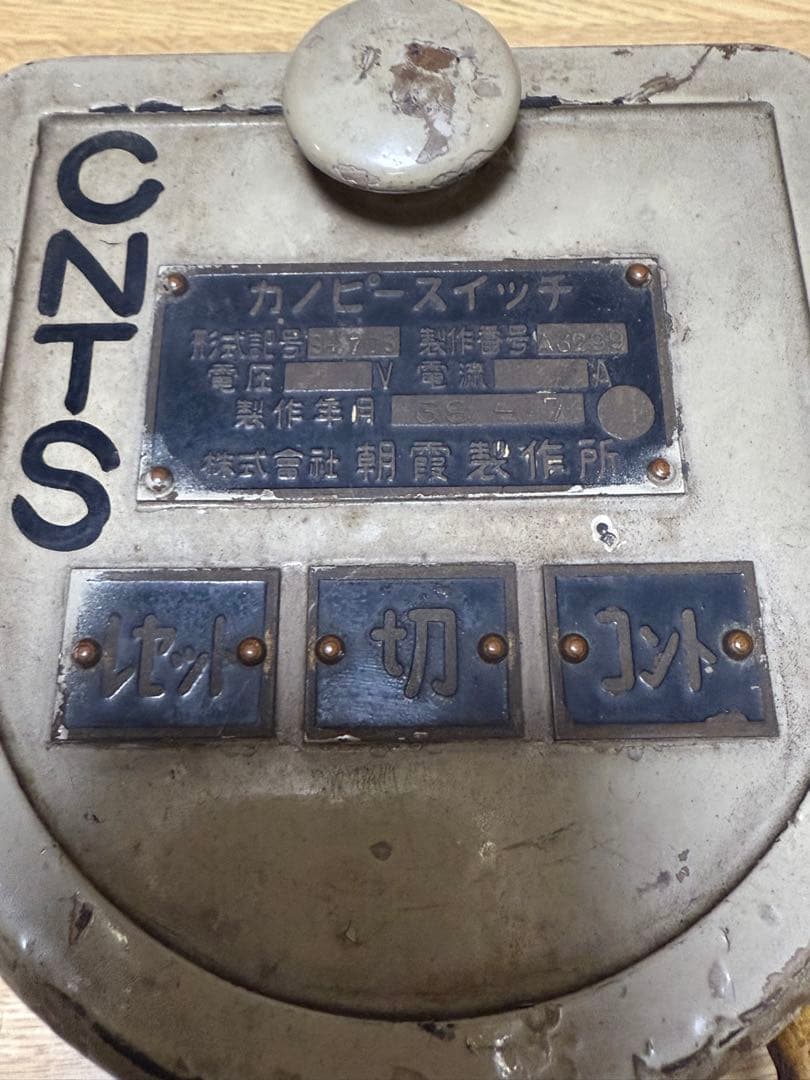 CNTS
カノピースイッチ
形式記号 製作番号 A3299
電圧 V 電流 A
製作年月
株式会社 朝霞製作所
リセット 切 コント